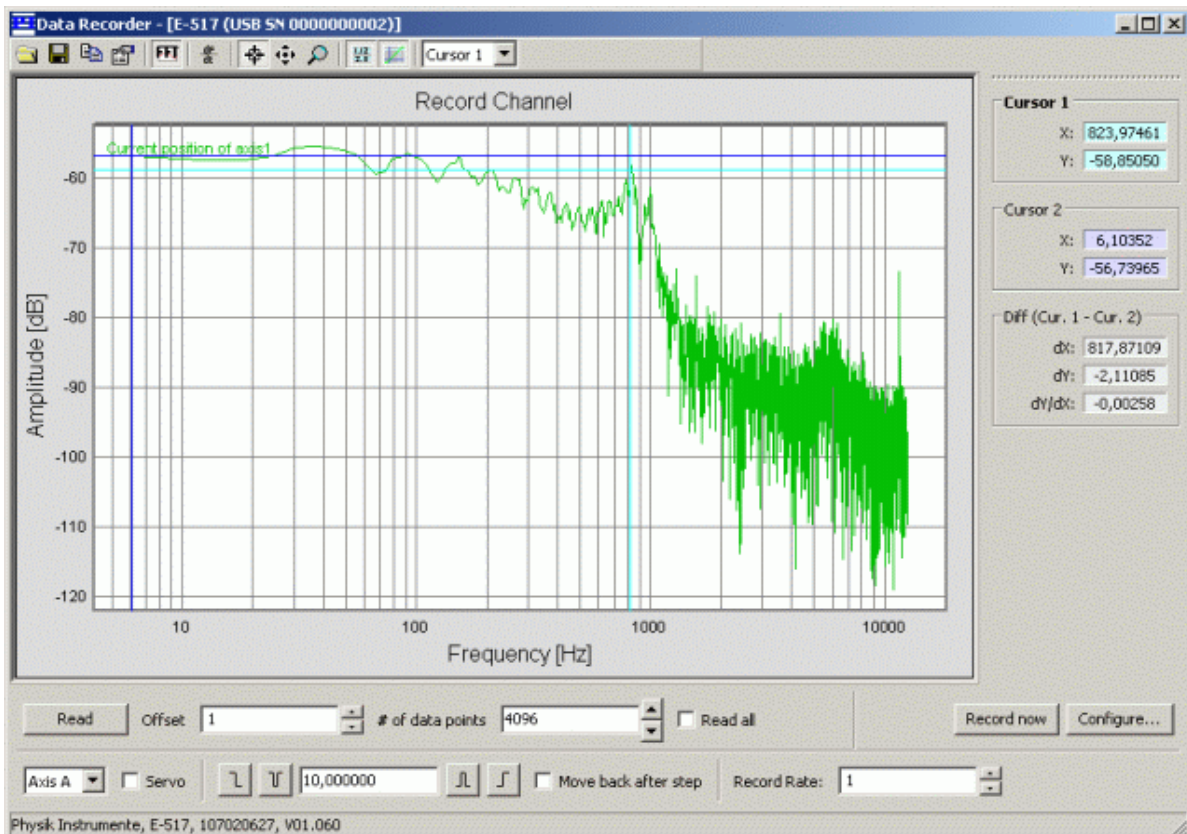 Data Recorder - [E-517 (USB SN 0000000002)]
FFT
Cursor 1
Record Channel
Current position of axis1
-60
-70
-80
-90
-100
-110
-120
Amplitude [dB]
10
100
1000
10000
Frequency [Hz]
Cursor 1
X: 823,97461
Y: -58,85050
Cursor 2
X: 6,10352
Y: -56,73965
Diff (Cur. 1 - Cur. 2)
dX: 817,87109
dY: -2,11085
dY/dX: -0,00258
Read
Offset 1
# of data points 4096
Read all
Record now
Configure...
Axis A
Servo
10,000000
Move back after step
Record Rate: 1
Physik Instrumente, E-517, 107020627, V01.060